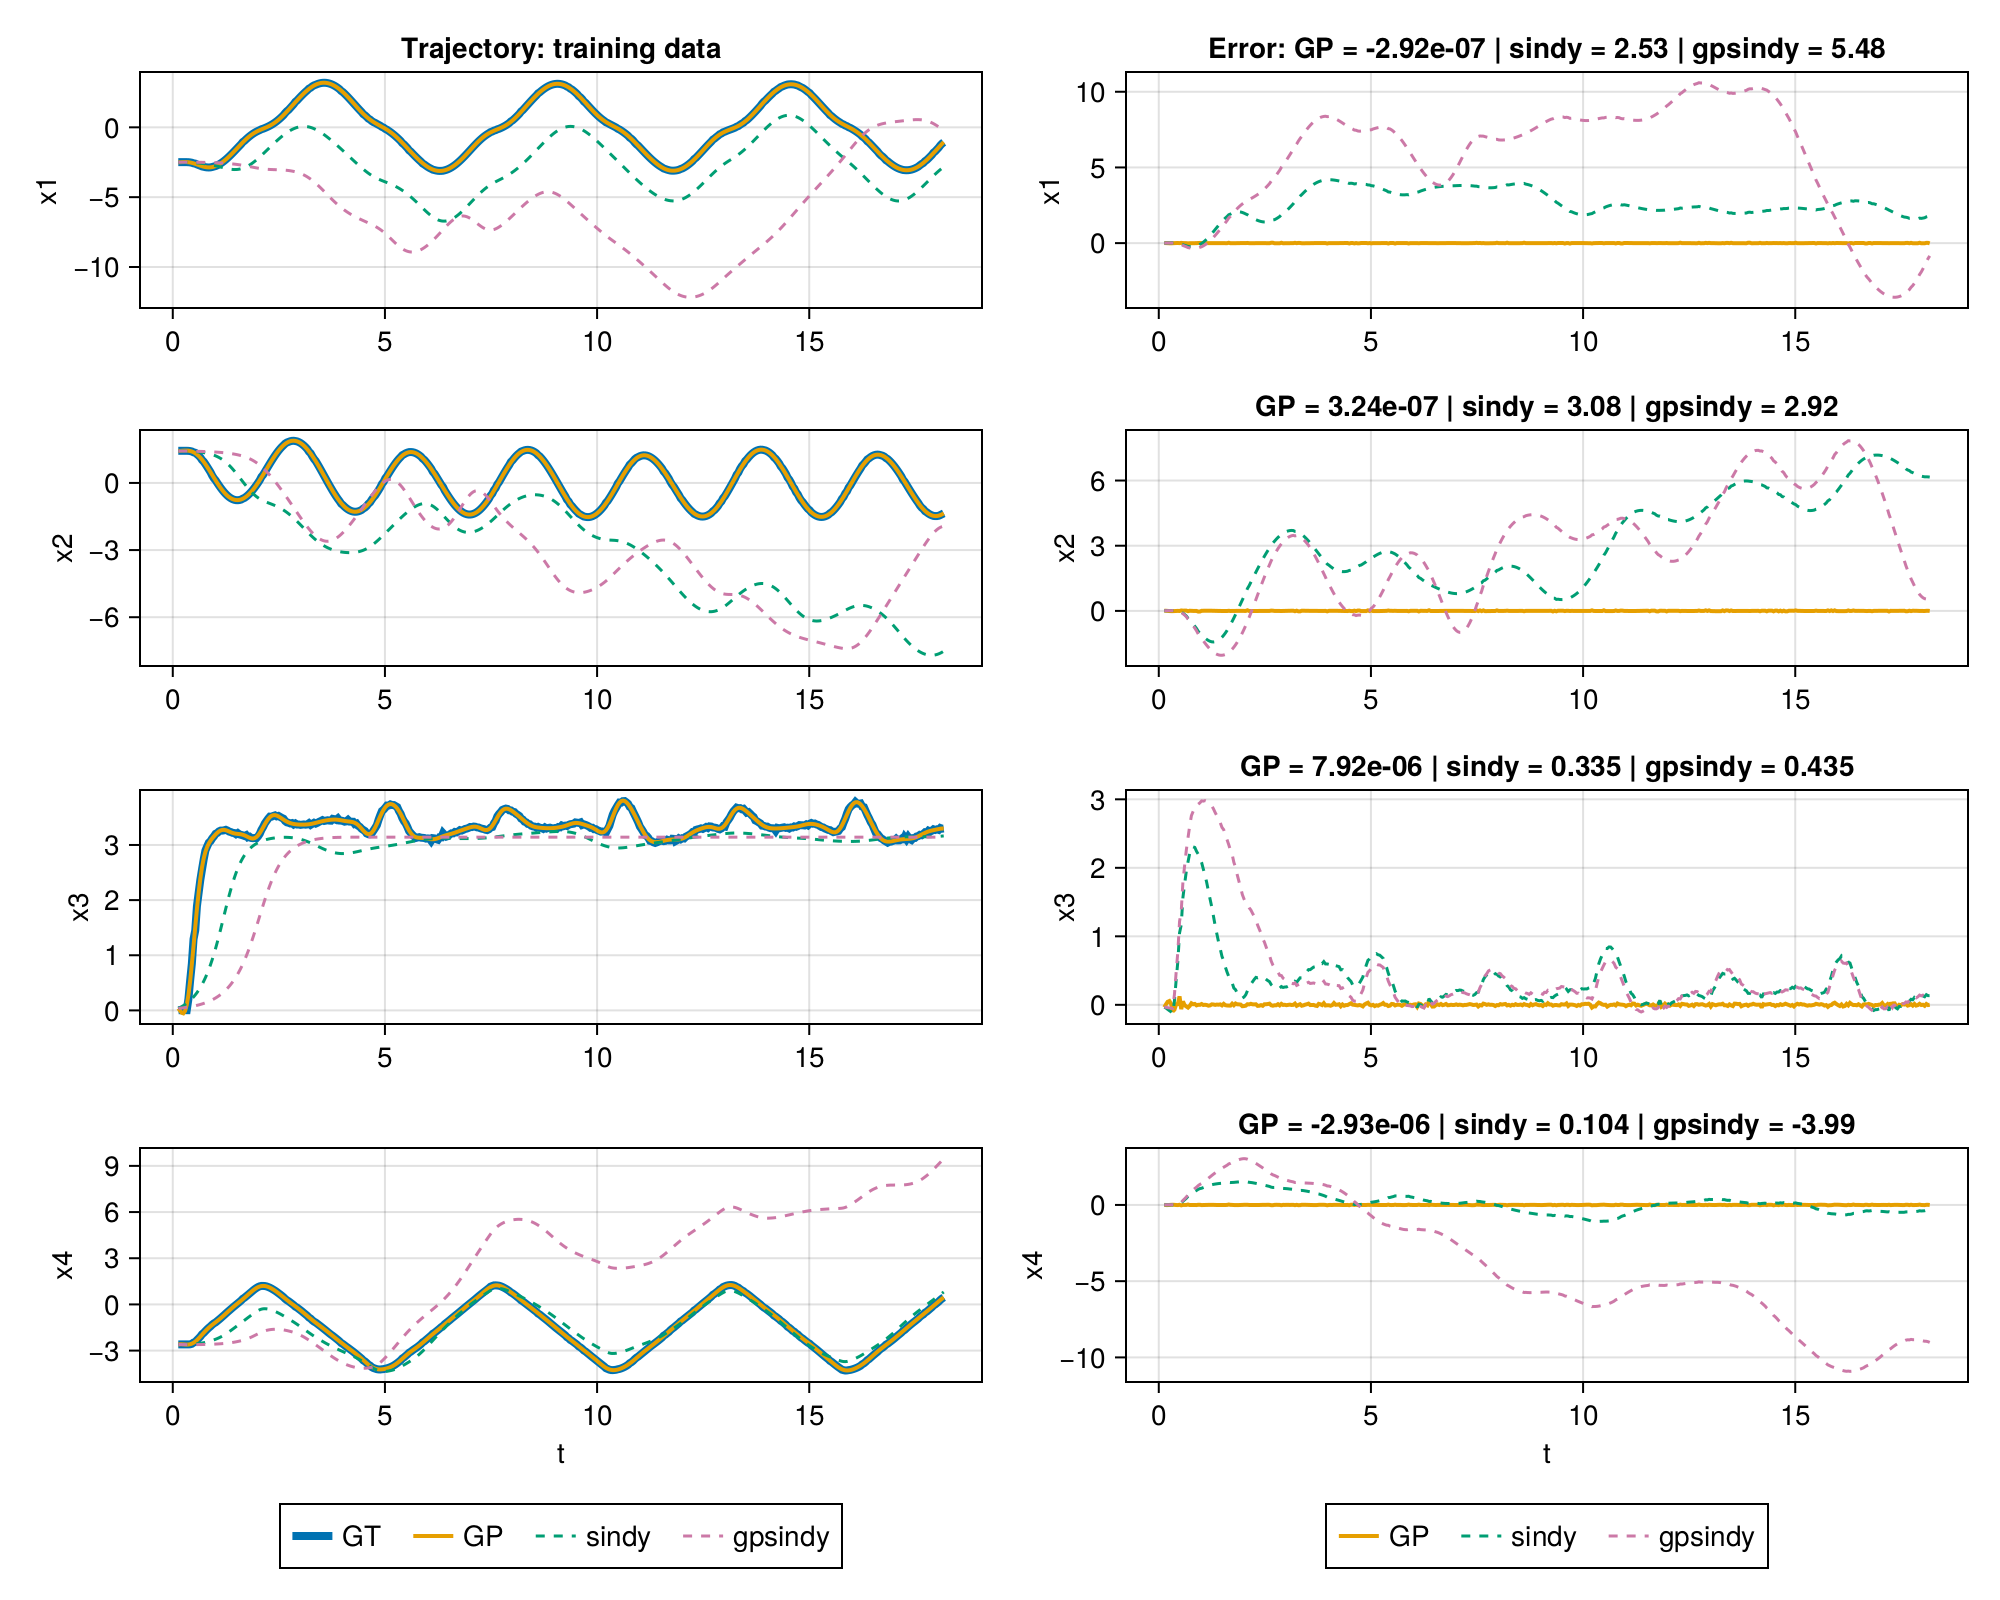 Trajectory: training data
x1
0
−5
−10
0 5 10 15
Error: GP = -2.92e-07 | sindy = 2.53 | gpsindy = 5.48
x1
10
5
0
0 5 10 15
x2
0
−3
−6
0 5 10 15
GP = 3.24e-07 | sindy = 3.08 | gpsindy = 2.92
x2
6
3
0
0 5 10 15
x3
3
2
1
0
0 5 10 15
GP = 7.92e-06 | sindy = 0.335 | gpsindy = 0.435
x3
3
2
1
0
0 5 10 15
x4
9
6
3
0
−3
0 5 10 15
t
GP = -2.93e-06 | sindy = 0.104 | gpsindy = -3.99
x4
0
−5
−10
0 5 10 15
t
GT GP sindy gpsindy
GP sindy gpsindy